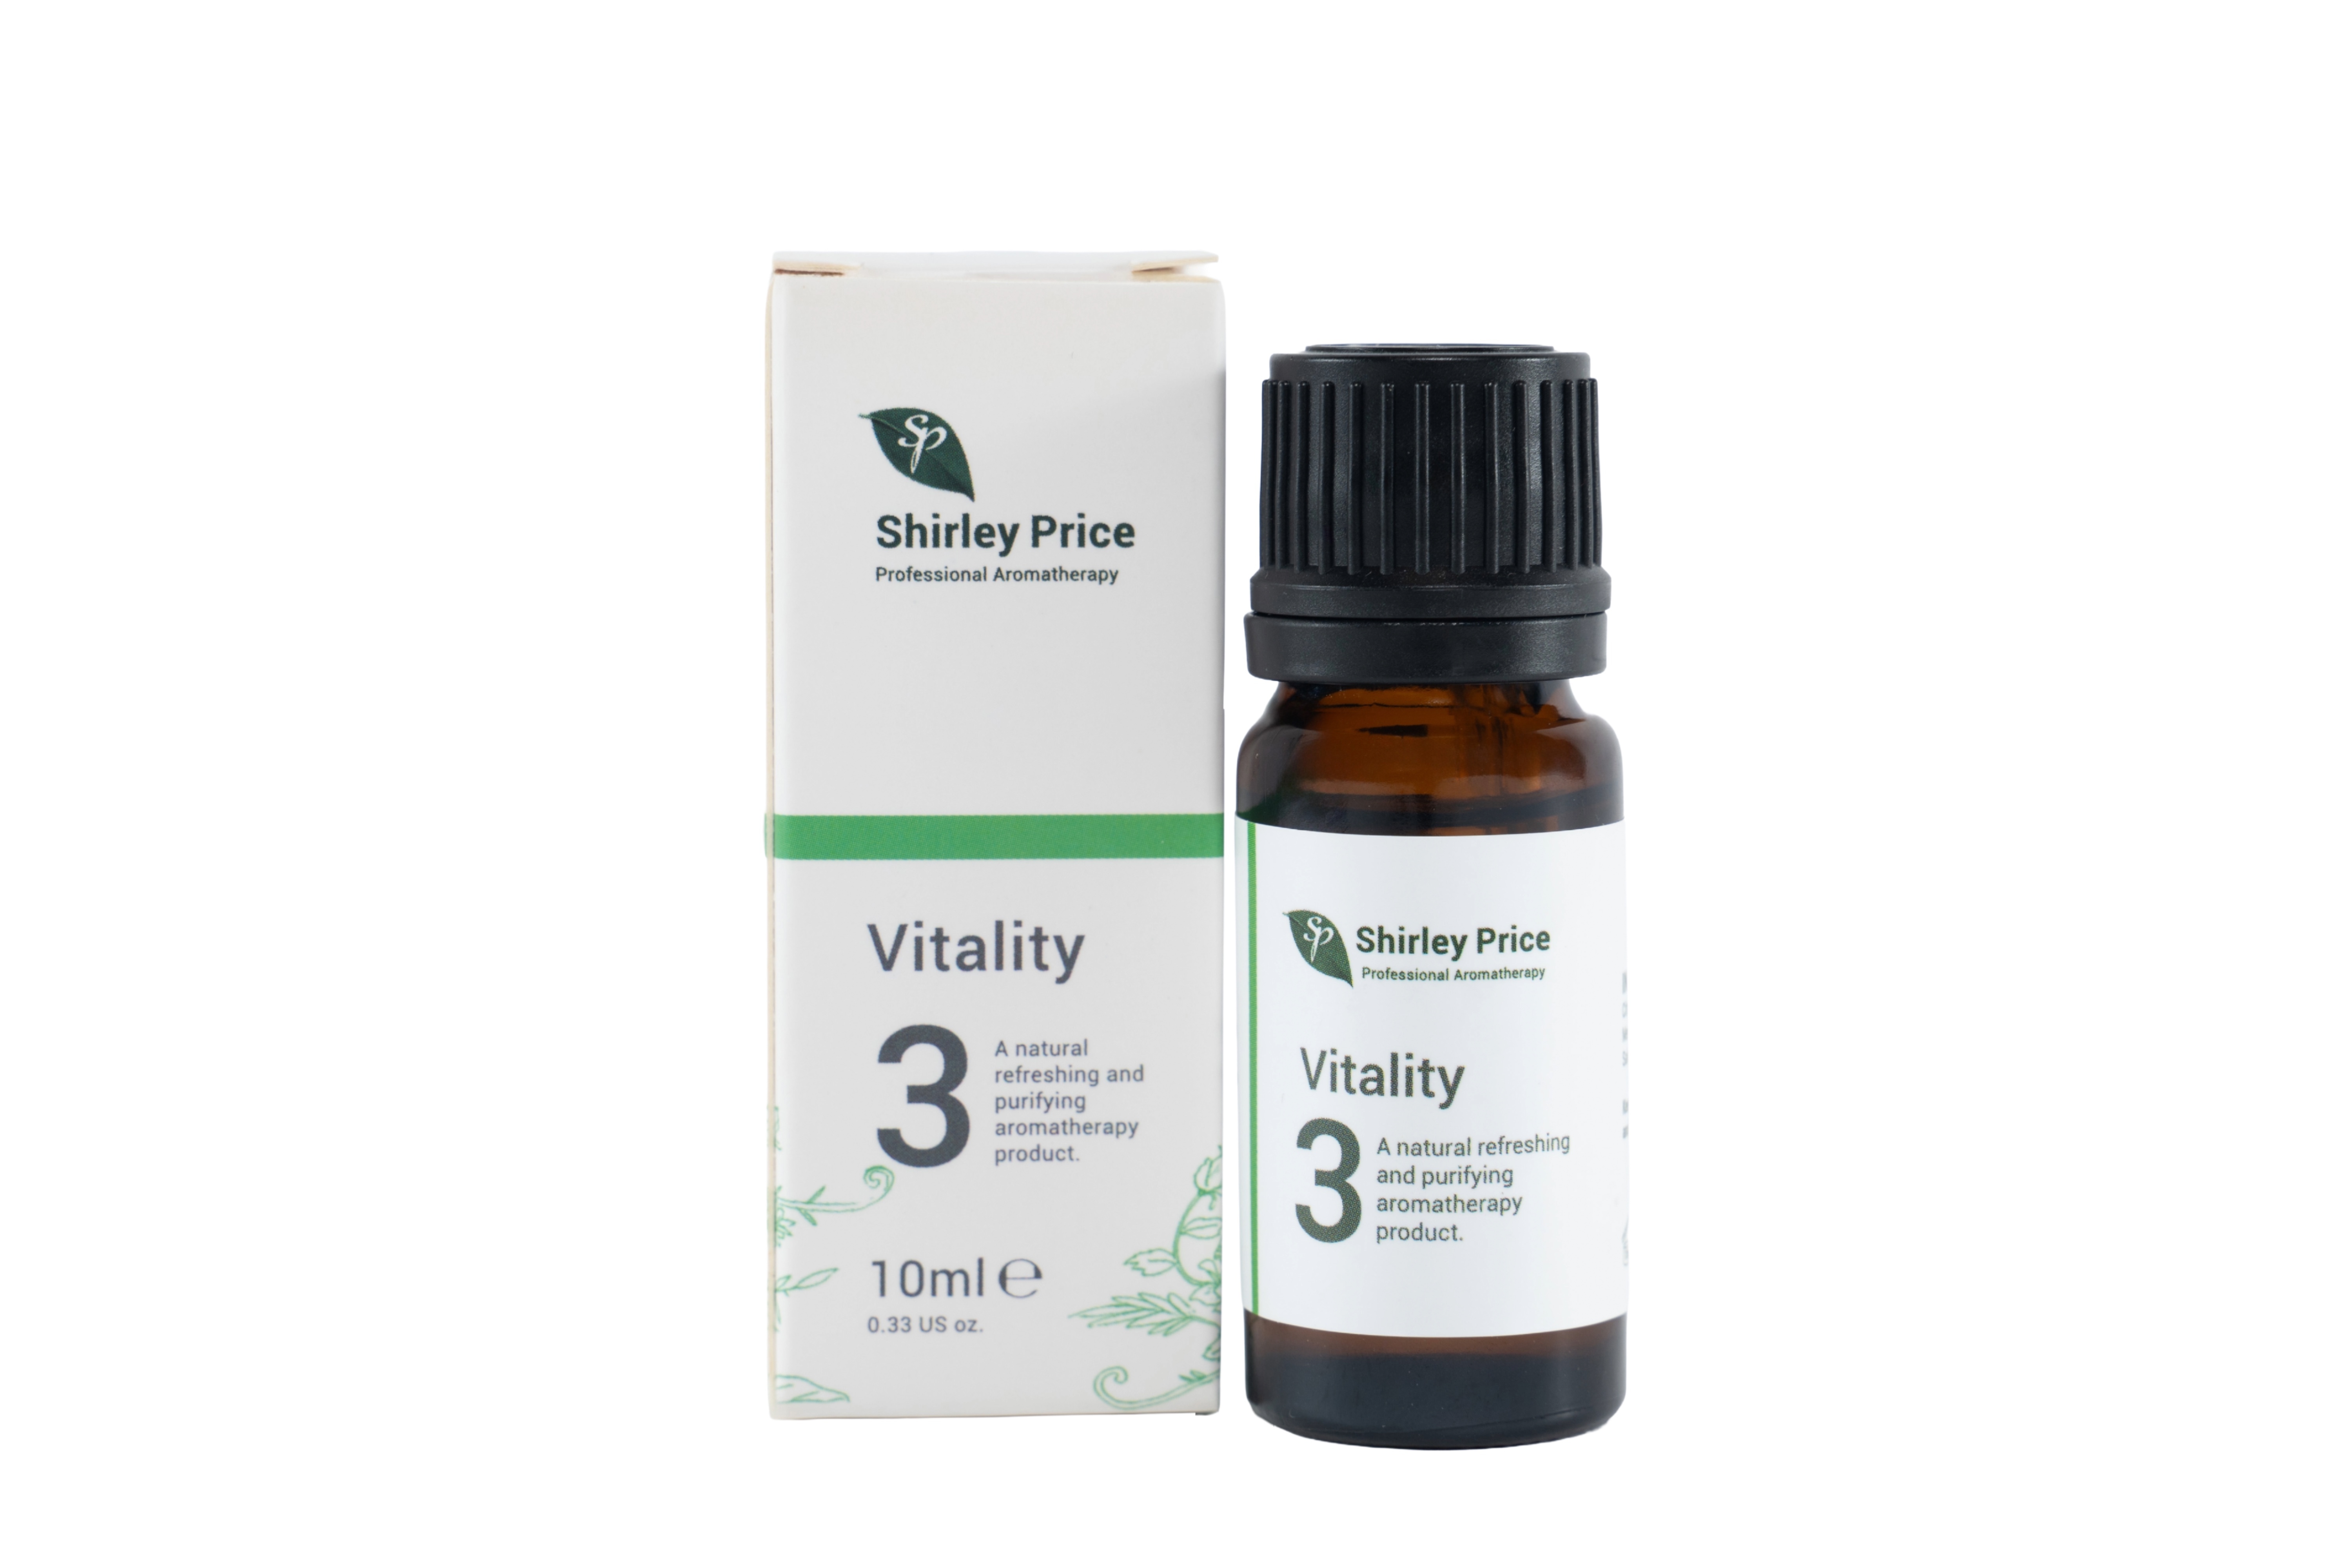 Sp
Shirley Price
Professional Aromatherapy
Vitality
3
A natural
refreshing and
purifying
aromatherapy
product.
10ml ℮
0.33 US oz.
Sp
Shirley Price
Professional Aromatherapy
Vitality
3
A natural refreshing
and purifying
aromatherapy
product.